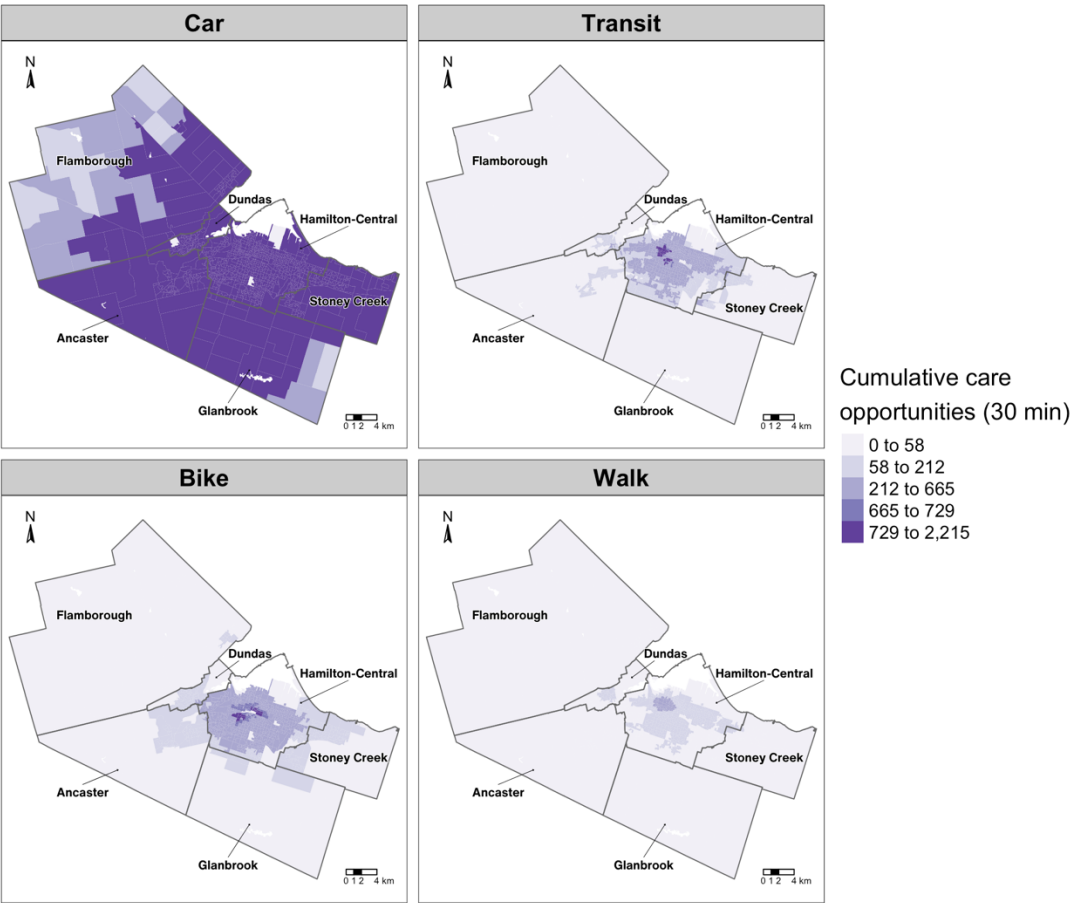 Car
Transit
N
N
Flamborough
Flamborough
Dundas
Dundas
Hamilton-Central
Hamilton-Central
Stoney Creek
Stoney Creek
Ancaster
Ancaster
Glanbrook
Glanbrook
0 1 2 4 km
0 1 2 4 km
Cumulative care
opportunities (30 min)
0 to 58
58 to 212
212 to 665
665 to 729
729 to 2,215
Bike
Walk
N
N
Flamborough
Flamborough
Dundas
Dundas
Hamilton-Central
Hamilton-Central
Stoney Creek
Stoney Creek
Ancaster
Ancaster
Glanbrook
Glanbrook
0 1 2 4 km
0 1 2 4 km